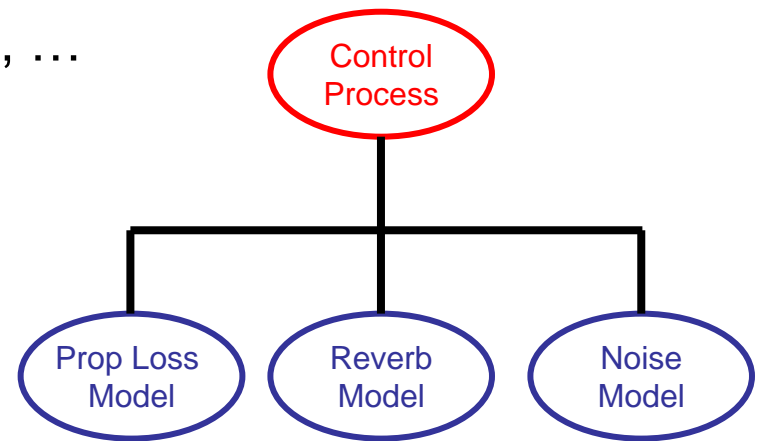 , …
Control
Process
Prop Loss
Model
Reverb
Model
Noise
Model